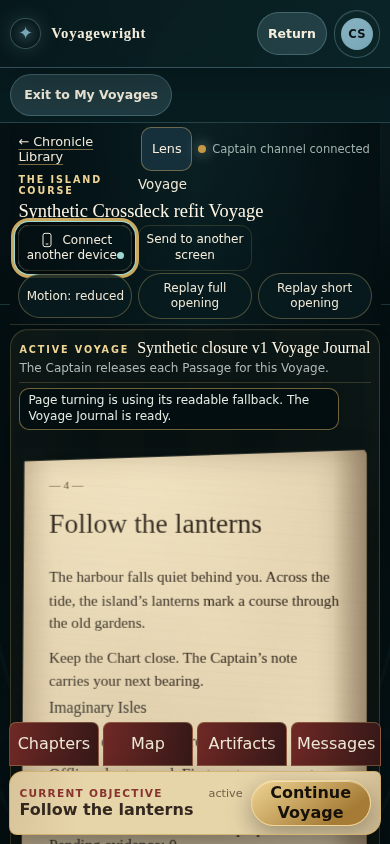 Voyagewright
Return
CS
Exit to My Voyages
← Chronicle
Library
Lens
Captain channel connected
THE ISLAND
COURSE
Voyage
Synthetic Crossdeck refit Voyage
Connect
another device
Send to another
screen
Motion: reduced
Replay full
opening
Replay short
opening
ACTIVE VOYAGE Synthetic closure v1 Voyage Journal
The Captain releases each Passage for this Voyage.
Page turning is using its readable fallback. The
Voyage Journal is ready.
— 4 —
Follow the lanterns
The harbour falls quiet behind you. Across the
tide, the island’s lanterns mark a course through
the old gardens.
Keep the Chart close. The Captain’s note
carries your next bearing.
Imaginary Isles
Chapters
Map
Artifacts
Messages
CURRENT OBJECTIVE
active
Follow the lanterns
Continue
Voyage